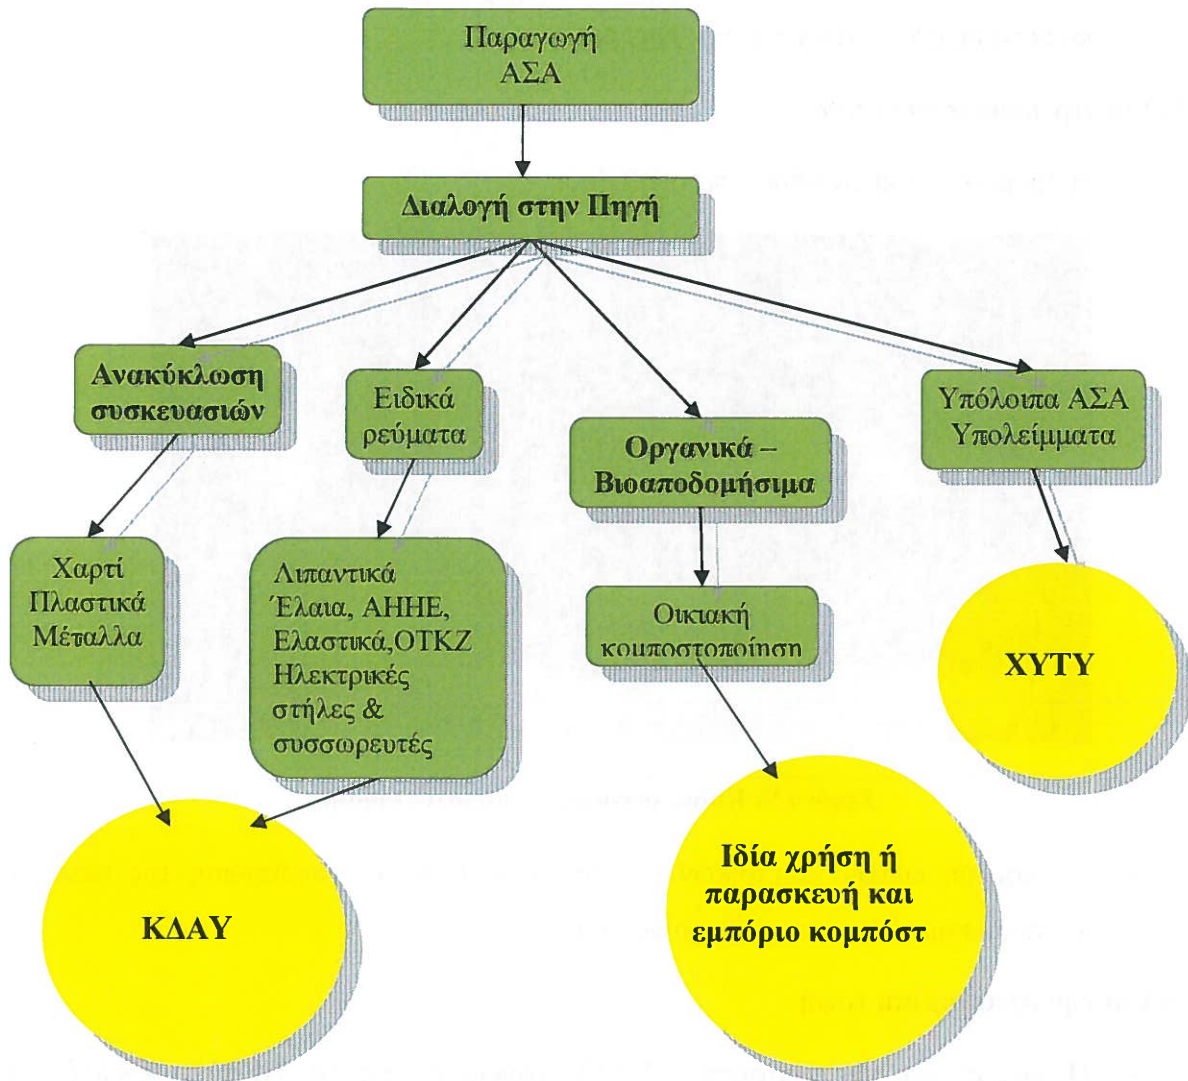 Παραγωγή
ΑΣΑ
Διαλογή στην Πηγή
Ανακύκλωση
συσκευασιών
Ειδικά
ρεύματα
Οργανικά –
Βιοαποδομήσιμα
Υπόλοιπα ΑΣΑ
Υπολείμματα
Χαρτί
Πλαστικά
Μέταλλα
Λιπαντικά
Έλαια, ΑΗΗΕ,
Ελαστικά,ΟΤΚΖ
Ηλεκτρικές
στήλες &
συσσωρευτές
Οικιακή
κομποστοποίηση
ΧΥΤΥ
ΚΔΑΥ
Ιδία χρήση ή
παρασκευή και
εμπόριο κομπόστ